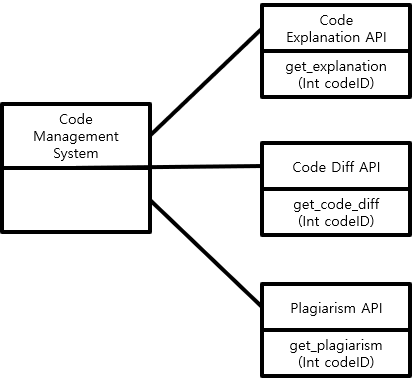 Code
Management
System
Code
Explanation API
get_explanation
(Int codeID)
Code Diff API
get_code_diff
(Int codeID)
Plagiarism API
get_plagiarism
(Int codeID)